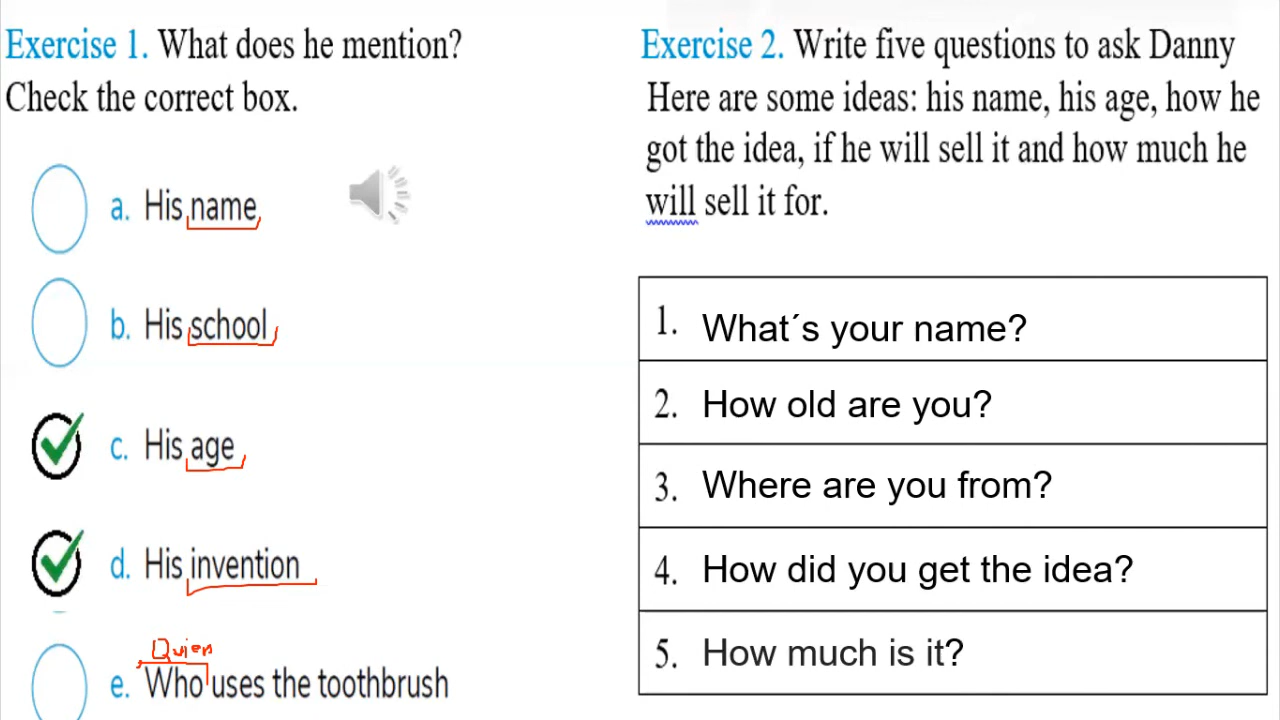 Exercise 1. What does he mention?
Check the correct box.
a. His name
b. His school
c. His age
d. His invention
Quien
e. Who uses the toothbrush
Exercise 2. Write five questions to ask Danny
Here are some ideas: his name, his age, how he
got the idea, if he will sell it and how much he
will sell it for.
1. What´s your name?
2. How old are you?
3. Where are you from?
4. How did you get the idea?
5. How much is it?